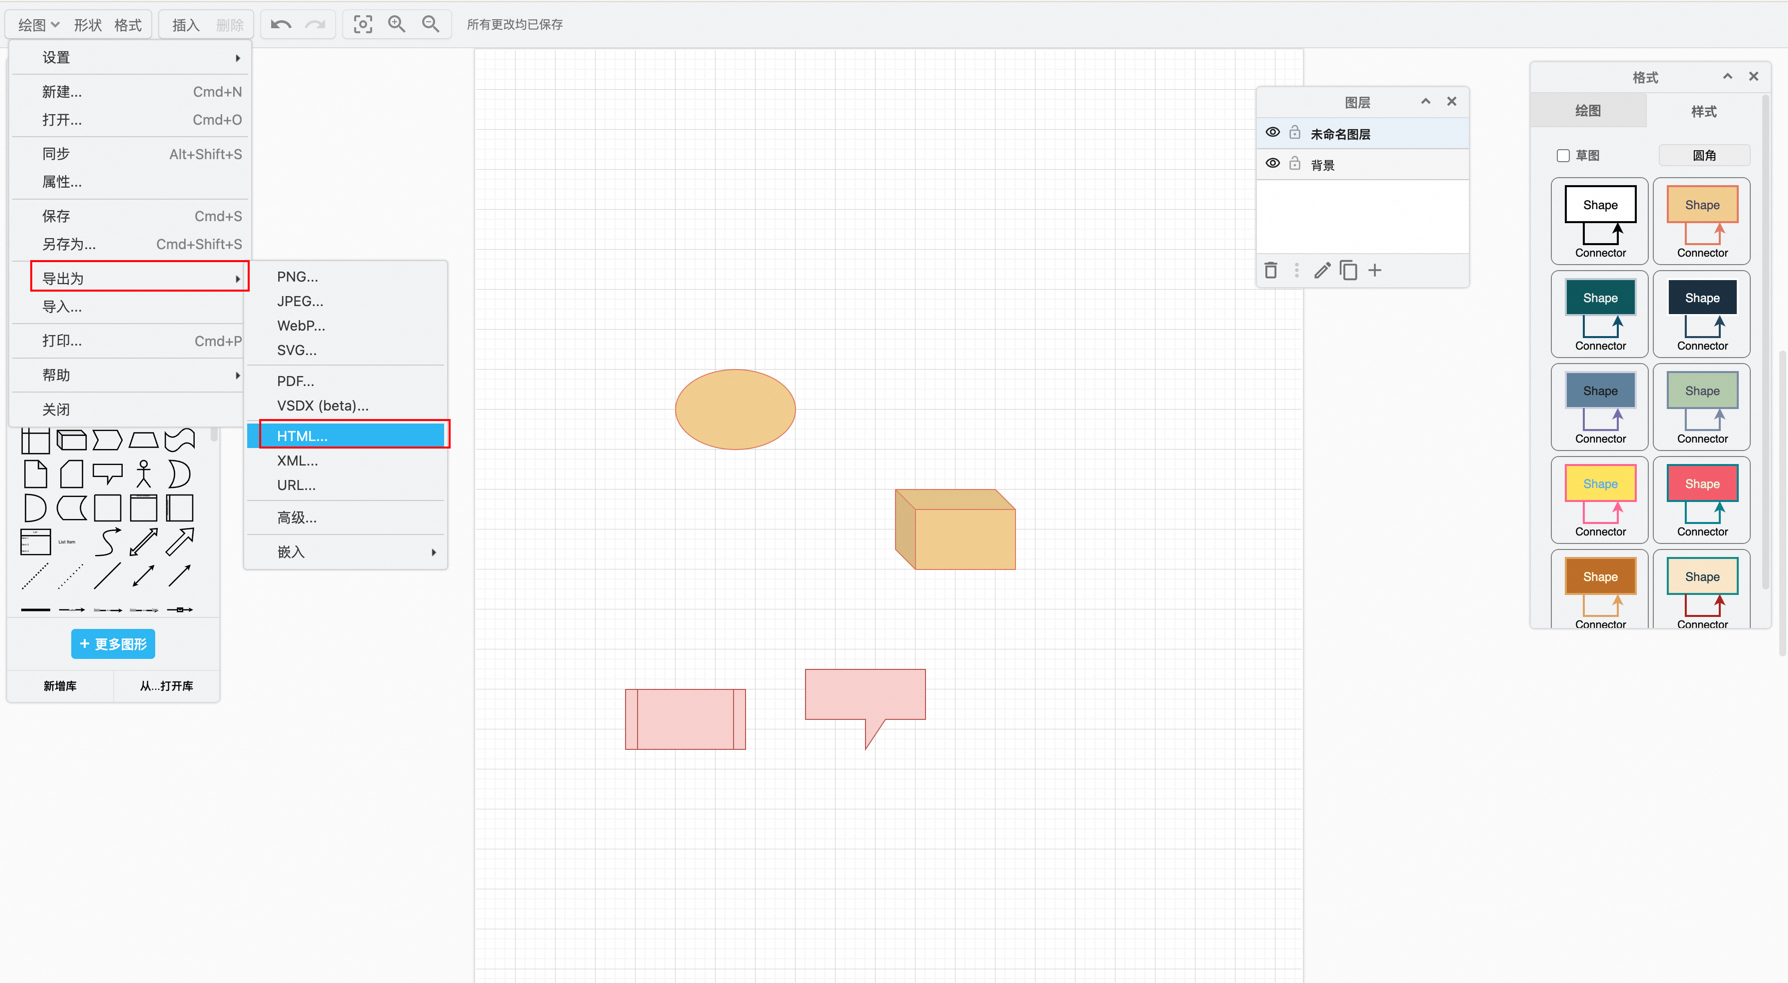 绘图 形状 格式 插入 删除 所有更改均已保存
设置
新建... Cmd+N
打开... Cmd+O
同步 Alt+Shift+S
属性...
保存 Cmd+S
另存为... Cmd+Shift+S
导出为
导入...
打印... Cmd+P
帮助
关闭
PNG...
JPEG...
WebP...
SVG...
PDF...
VSDX (beta)...
HTML...
XML...
URL...
高级...
嵌入
List Item
+ 更多图形
新增库 从...打开库
图层
未命名图层
背景
格式
绘图 样式
草图 圆角
Shape Shape
Connector Connector
Shape Shape
Connector Connector
Shape Shape
Connector Connector
Shape Shape
Connector Connector
Shape Shape
Connector Connector